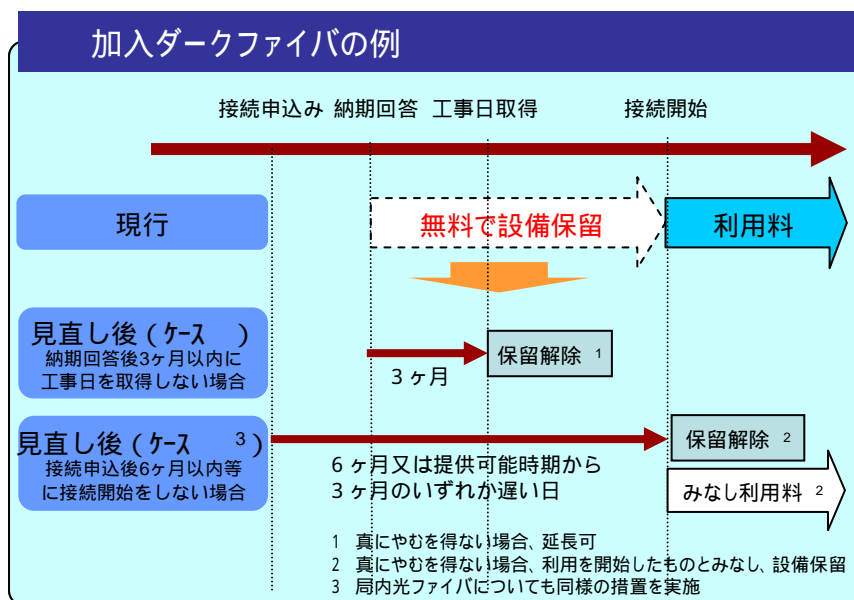 加入ダークファイバの例
接続申込み 納期回答 工事日取得 接続開始
現行
無料で設備保留
利用料
見直し後(ケース )
納期回答後3ヶ月以内に
工事日を取得しない場合
3ヶ月
保留解除 1
見直し後(ケース 3)
接続申込後6ヶ月以内等
に接続開始をしない場合
6ヶ月又は提供可能時期から
3ヶ月のいずれか遅い日
保留解除 2
みなし利用料 2
1 真にやむを得ない場合、延長可
2 真にやむを得ない場合、利用を開始したものとみなし、設備保留
3 局内光ファイバについても同様の措置を実施